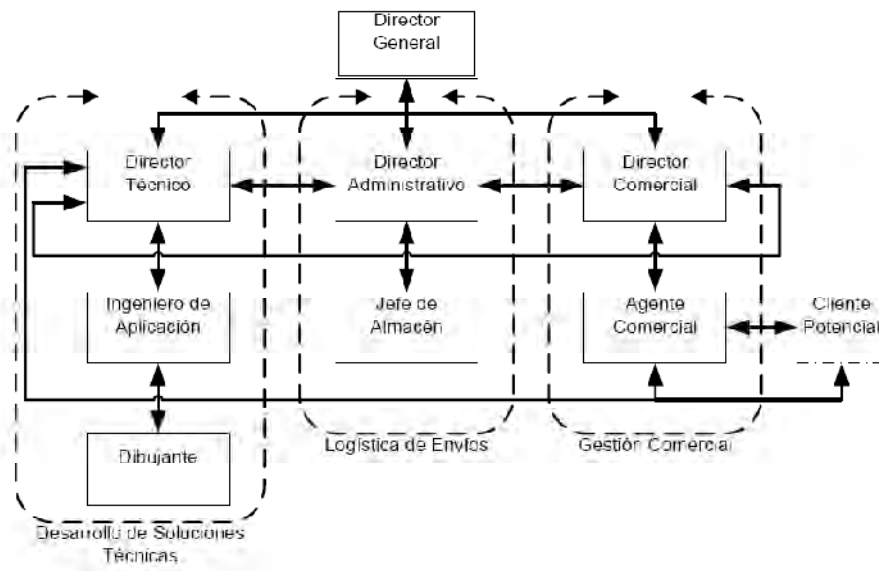 Director
General
Director
Técnico
Director
Administrativo
Director
Comercial
Ingeniero de
Aplicación
Jefe de
Almacén
Agente
Comercial
Cliente
Potencial
Dibujante
Logística de Envíos
Gestión Comercial
Desarrollo de Soluciones
Técnicas